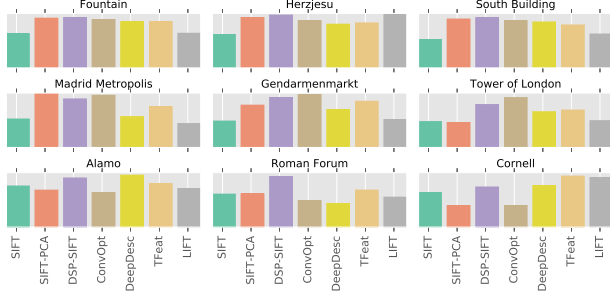 Fountain Herzjesu South Building
Madrid Metropolis Gendarmenmarkt Tower of London
Alamo Roman Forum Cornell
SIFT SIFT-PCA DSP-SIFT ConvOpt DeepDesc TFeat LIFT SIFT SIFT-PCA DSP-SIFT ConvOpt DeepDesc TFeat LIFT SIFT SIFT-PCA DSP-SIFT ConvOpt DeepDesc TFeat LIFT